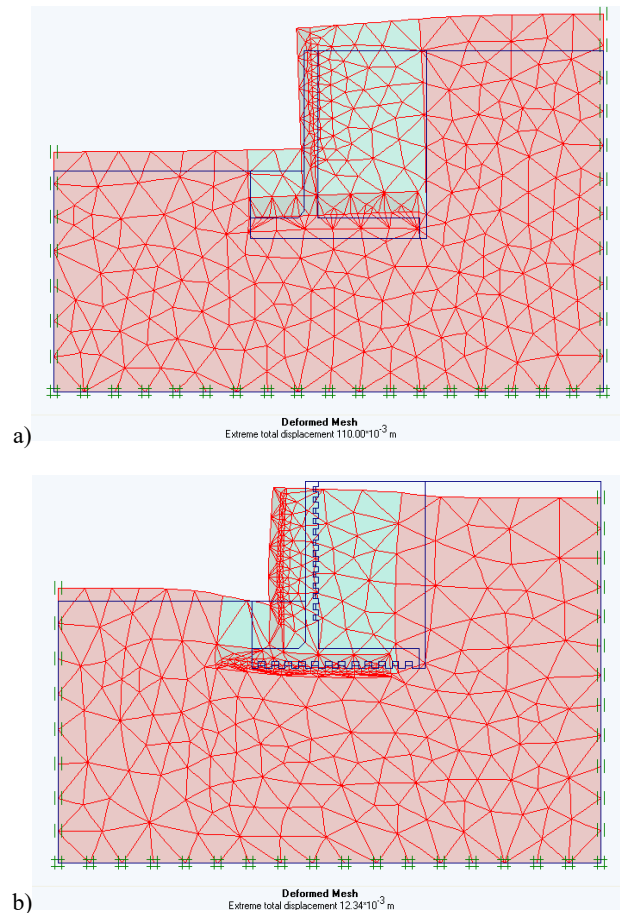 Deformed Mesh
Extreme total displacement 110.00*10-3 m
a)
Deformed Mesh
Extreme total displacement 12.34*10-3 m
b)